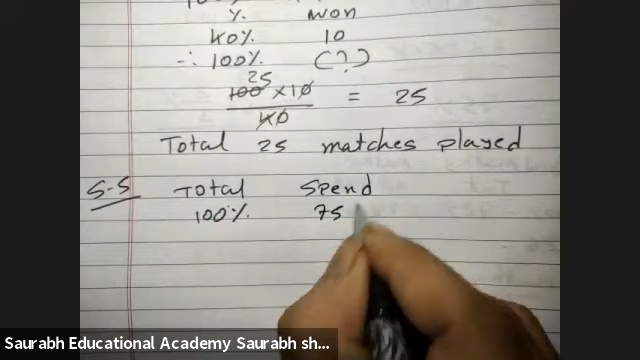 % Won
40% 10
∴ 100% (?)
25
100 × 10 = 25
40
Total 25 matches played
5-5 Total Spend
100% 75
Saurabh Educational Academy Saurabh sh...